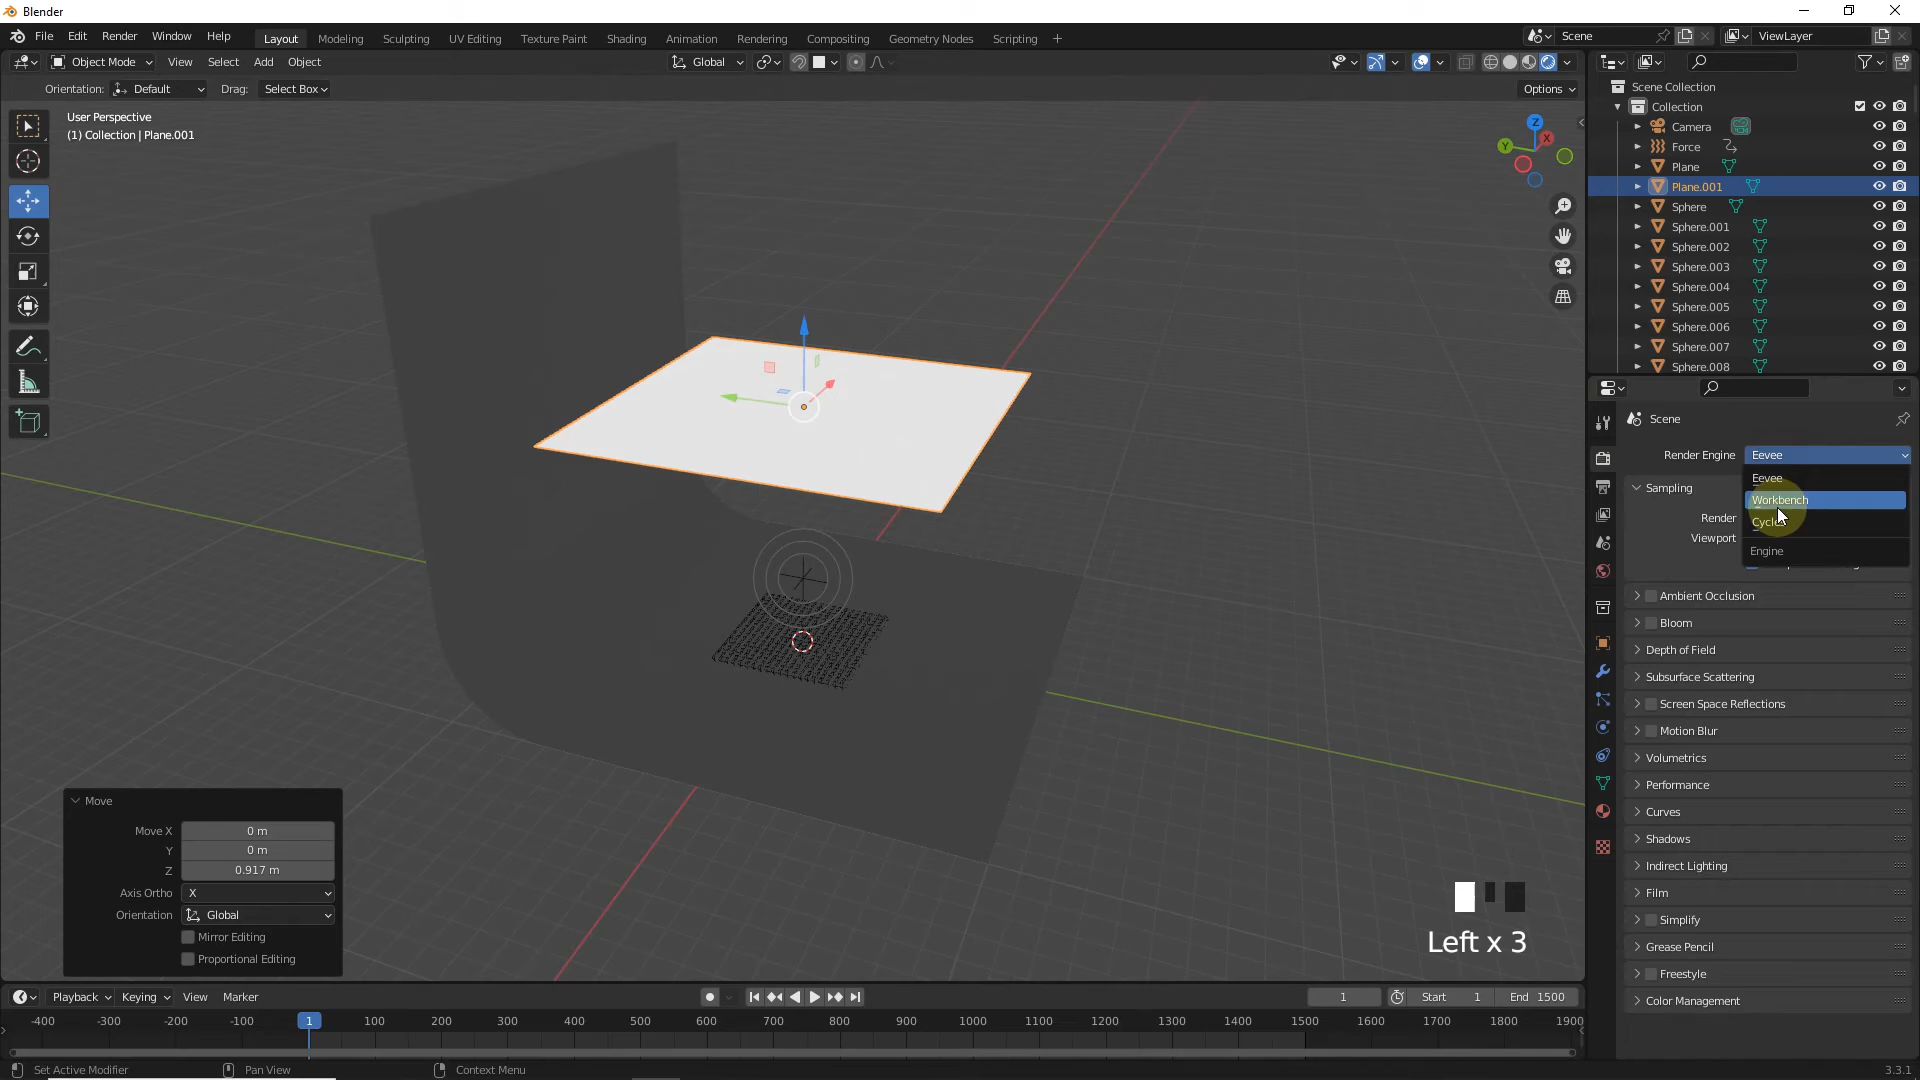 Blender
File Edit Render Window Help
Layout Modeling Sculpting UV Editing Texture Paint Shading Animation Rendering Compositing Geometry Nodes Scripting +
Scene
ViewLayer
Object Mode View Select Add Object
Global
Orientation: Default Drag: Select Box
Options
User Perspective
(1) Collection | Plane.001
Z
X
Y
Scene Collection
Collection
Camera
Force
Plane
Plane.001
Sphere
Sphere.001
Sphere.002
Sphere.003
Sphere.004
Sphere.005
Sphere.006
Sphere.007
Sphere.008
Scene
Render Engine Eevee
Eevee
Workbench
Cycles
Engine
Sampling
Render
Viewport
Ambient Occlusion
Bloom
Depth of Field
Subsurface Scattering
Screen Space Reflections
Motion Blur
Volumetrics
Performance
Curves
Shadows
Indirect Lighting
Film
Simplify
Grease Pencil
Freestyle
Color Management
Move
Move X 0 m
Y 0 m
Z 0.917 m
Axis Ortho X
Orientation Global
Mirror Editing
Proportional Editing
Left x 3
Playback Keying View Marker
1
Start 1
End 1500
-400 -300 -200 -100 1 100 200 300 400 500 600 700 800 900 1000 1100 1200 1300 1400 1500 1600 1700 1800 1900
Set Active Modifier
Pan View
Context Menu
3.3.1